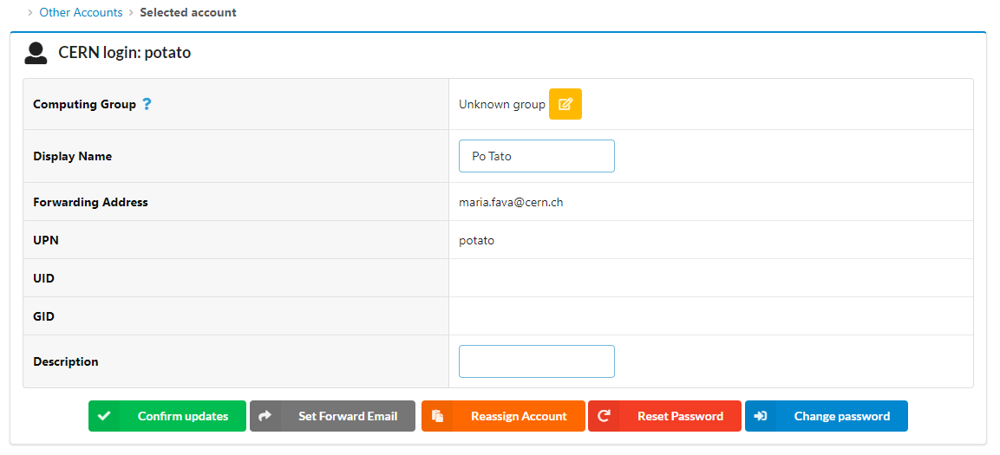 > Other Accounts > Selected account
CERN login: potato
Computing Group ? Unknown group
Display Name Po Tato
Forwarding Address maria.fava@cern.ch
UPN potato
UID
GID
Description
Confirm updates Set Forward Email Reassign Account Reset Password Change password